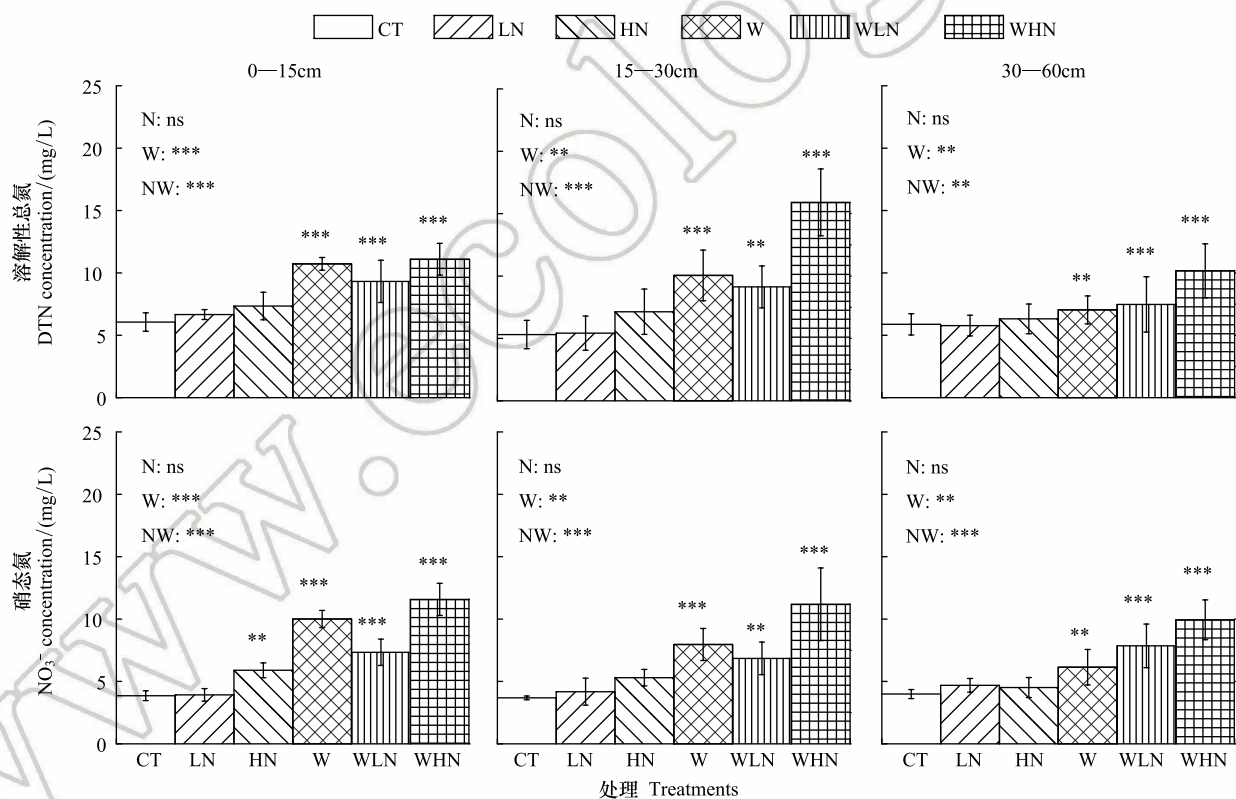 CT LN HN W WLN WHN
0—15cm 15—30cm 30—60cm
溶解性总氮
DTN concentration/(mg/L)
25
20
15
10
5
0
N: ns
W: ***
NW: ***
*** *** ***
N: ns
W: **
NW: ***
*** ** ***
N: ns
W: **
NW: **
** *** ***
硝态氮
NO₃⁻ concentration/(mg/L)
25
20
15
10
5
0
N: ns
W: ***
NW: ***
** *** *** ***
N: ns
W: **
NW: ***
*** ** ***
N: ns
W: **
NW: ***
** *** ***
CT LN HN W WLN WHN CT LN HN W WLN WHN CT LN HN W WLN WHN
处理 Treatments
www.ecolog